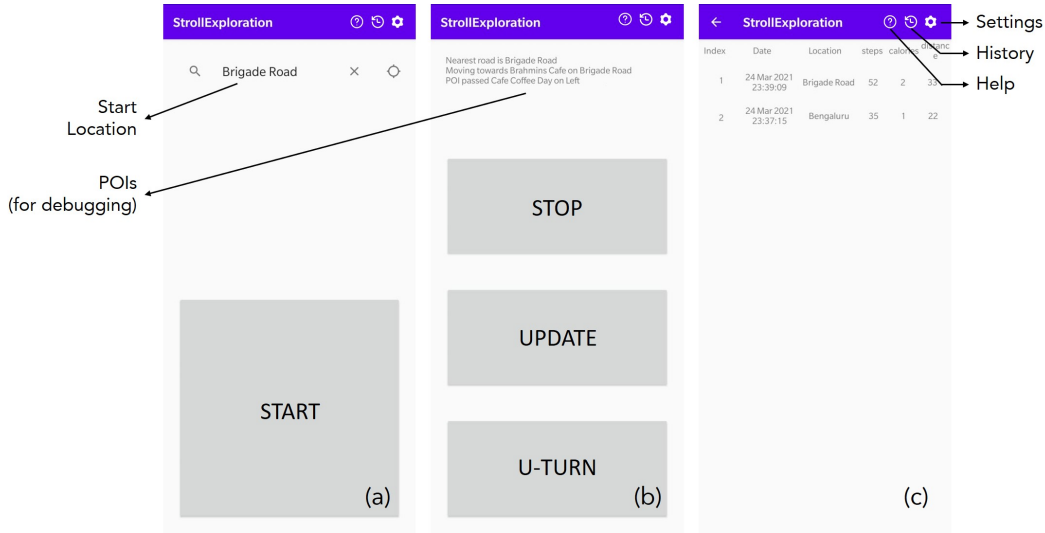 StrollExploration
Brigade Road
START
(a)
Start
Location
POIs
(for debugging)
StrollExploration
Nearest road is Brigade Road
Moving towards Brahmins Cafe on Brigade Road
POI passed Cafe Coffee Day on Left
STOP
UPDATE
U-TURN
(b)
StrollExploration
Index Date Location steps calories distanc
e
1 24 Mar 2021 Brigade Road 52 2 33
23:39:09
2 24 Mar 2021 Bengaluru 35 1 22
23:37:15
(c)
Settings
History
Help